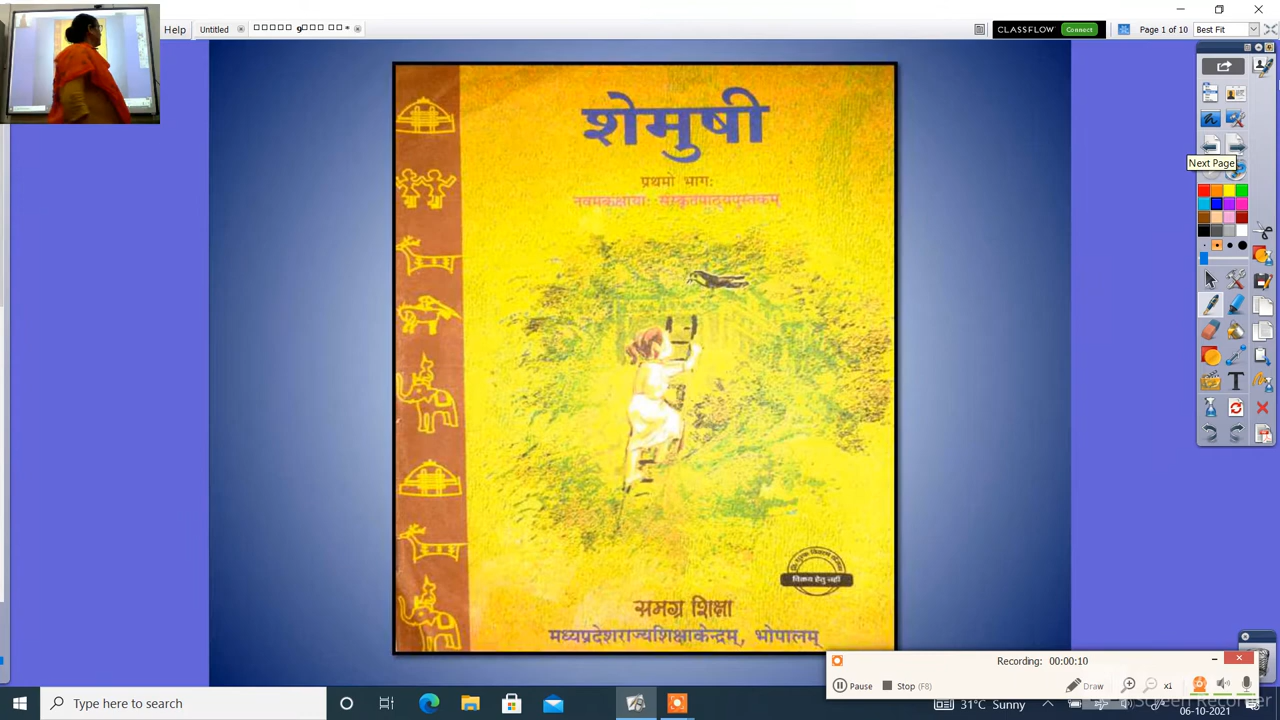 Help
Untitled
□□□□□ 9□□□ □□ *
CLASSFLOW Connect
Page 1 of 10
Best Fit
Next Page
शेमुषी
प्रथमो भागः
नवमकक्षायाः संस्कृतपाठ्यपुस्तकम्
विक्रय हेतु नहीं
समग्र शिक्षा
मध्यप्रदेशराज्यशिक्षाकेन्द्रम्, भोपालम्
Recording: 00:00:10
Pause
Stop (F8)
Draw
x1
Type here to search
31°C Sunny
06-10-2021